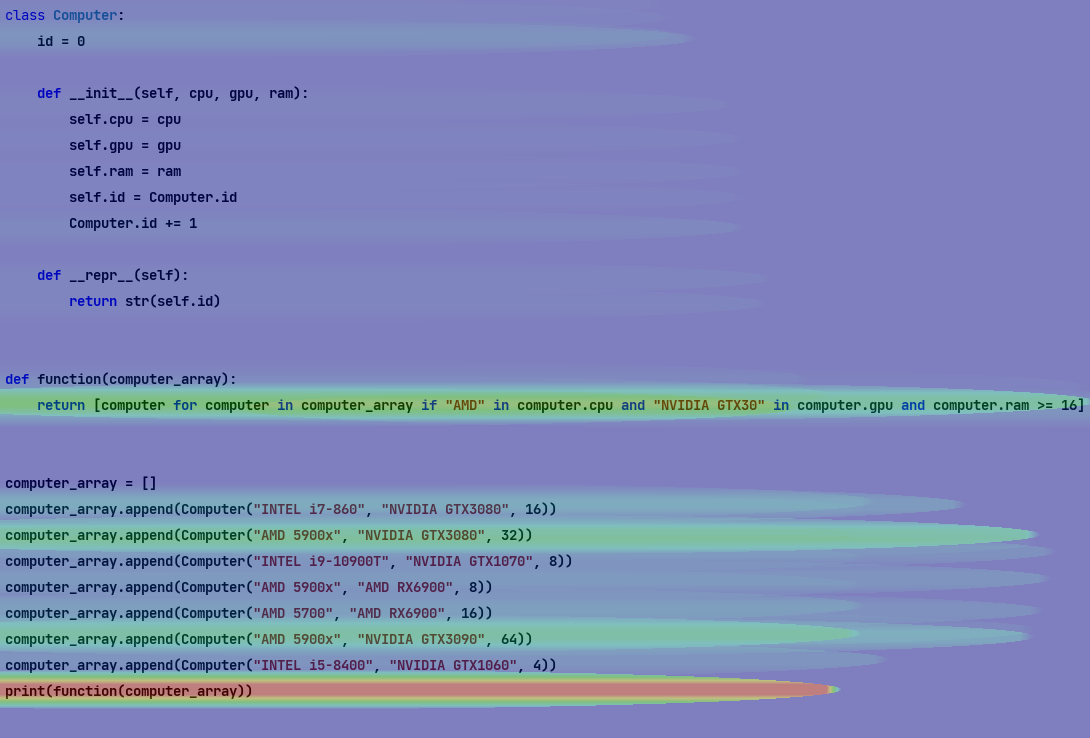 class Computer:
    id = 0
    def __init__(self, cpu, gpu, ram):
        self.cpu = cpu
        self.gpu = gpu
        self.ram = ram
        self.id = Computer.id
        Computer.id += 1
    def __repr__(self):
        return str(self.id)
def function(computer_array):
    return [computer for computer in computer_array if "AMD" in computer.cpu and "NVIDIA GTX30" in computer.gpu and computer.ram >= 16]
computer_array = []
computer_array.append(Computer("INTEL i7-860", "NVIDIA GTX3080", 16))
computer_array.append(Computer("AMD 5900x", "NVIDIA GTX3080", 32))
computer_array.append(Computer("INTEL i9-10900T", "NVIDIA GTX1070", 8))
computer_array.append(Computer("AMD 5900x", "AMD RX6900", 8))
computer_array.append(Computer("AMD 5700", "AMD RX6900", 16))
computer_array.append(Computer("AMD 5900x", "NVIDIA GTX3090", 64))
computer_array.append(Computer("INTEL i5-8400", "NVIDIA GTX1060", 4))
print(function(computer_array))